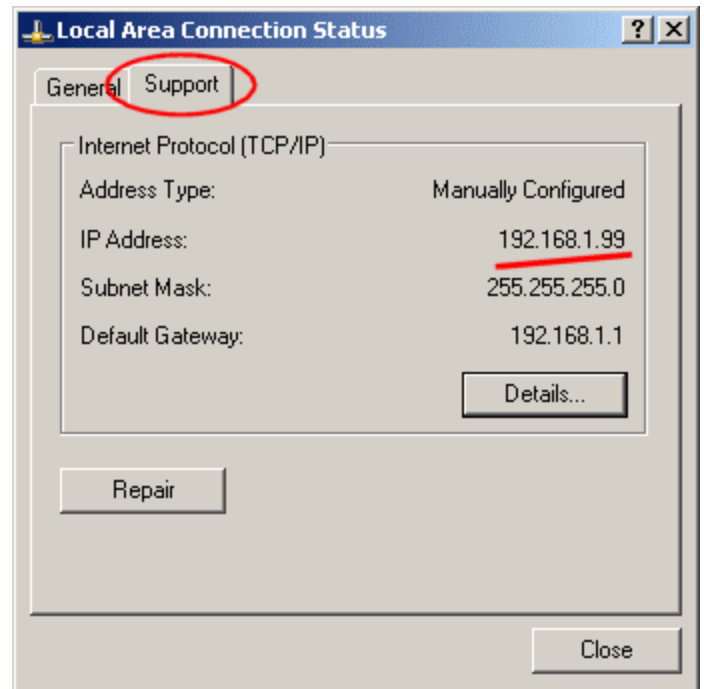 Local Area Connection Status
General Support
Internet Protocol (TCP/IP)
Address Type: Manually Configured
IP Address: 192.168.1.99
Subnet Mask: 255.255.255.0
Default Gateway: 192.168.1.1
Details...
Repair
Close